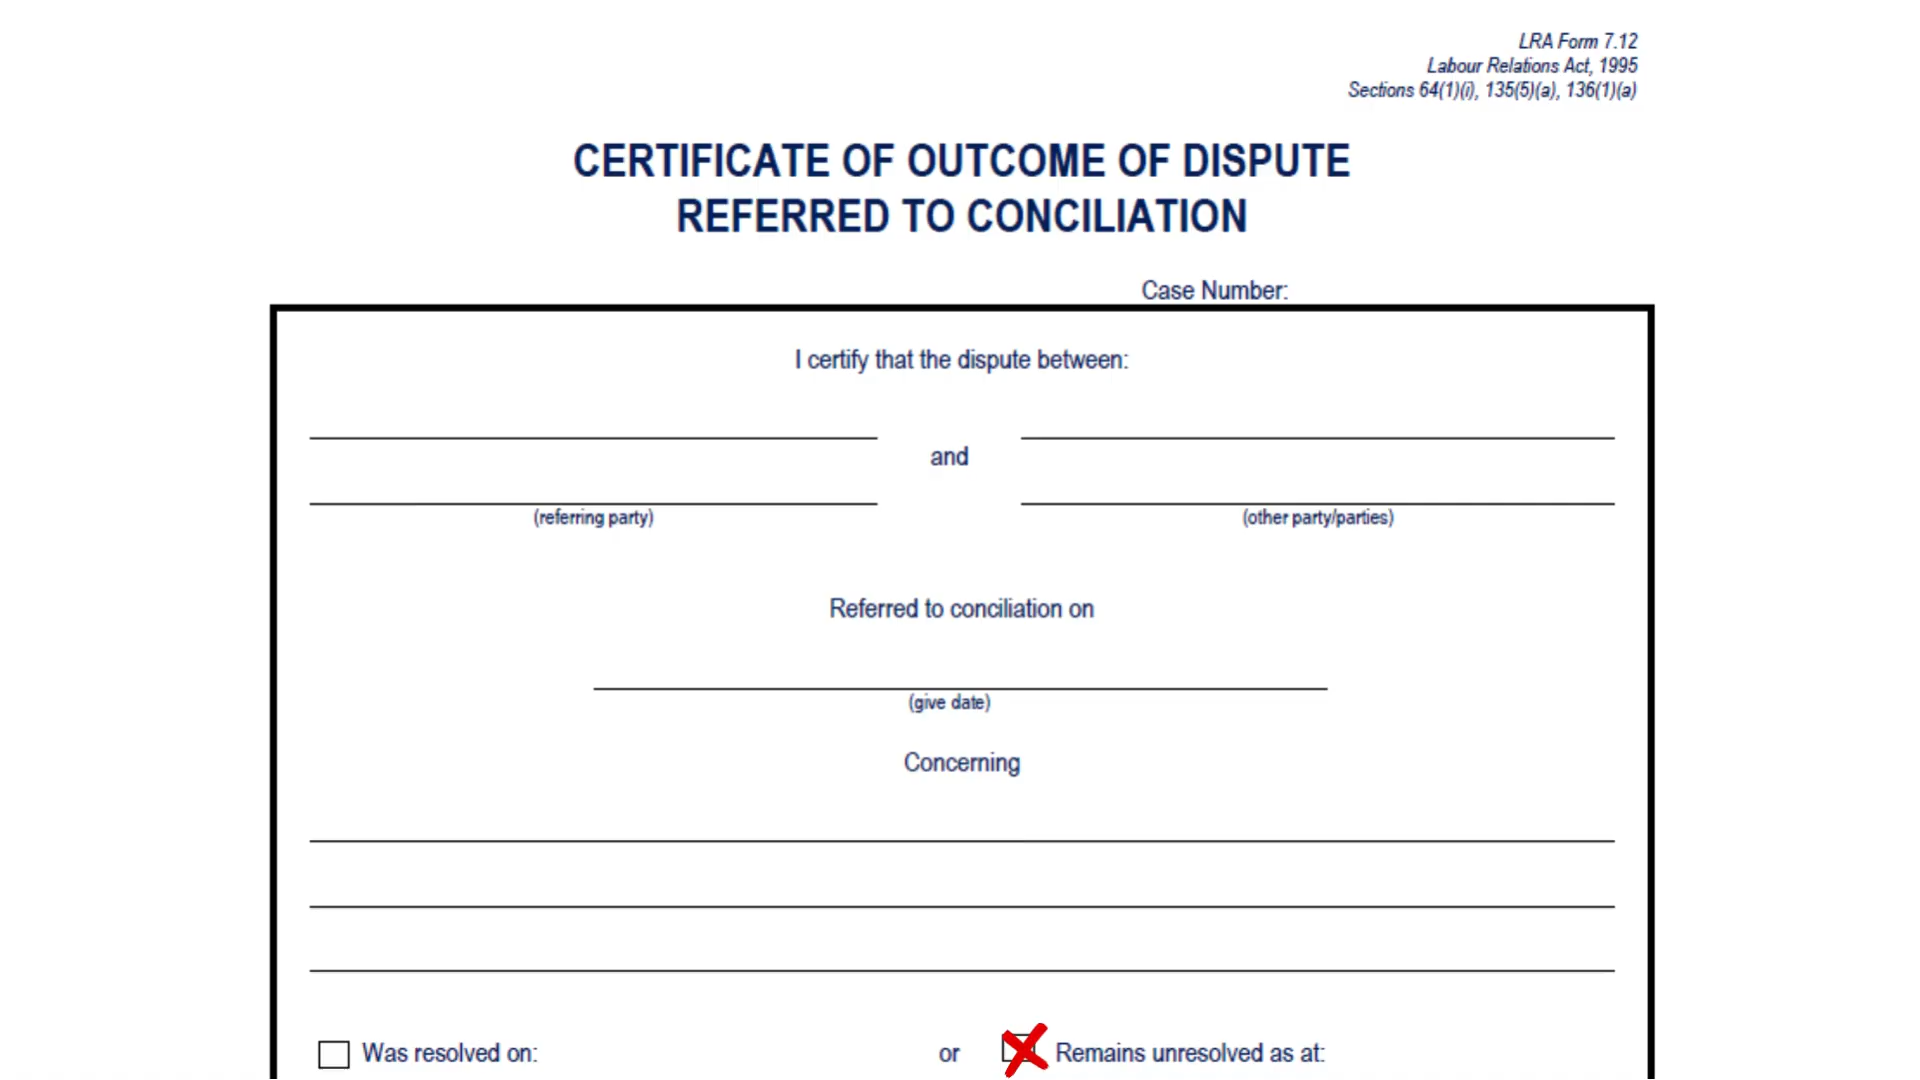 LRA Form 7.12
Labour Relations Act, 1995
Sections 64(1)(i), 135(5)(a), 136(1)(a)
CERTIFICATE OF OUTCOME OF DISPUTE
REFERRED TO CONCILIATION
Case Number:
I certify that the dispute between:
and
(referring party) (other party/parties)
Referred to conciliation on
(give date)
Concerning
Was resolved on: or Remains unresolved as at: